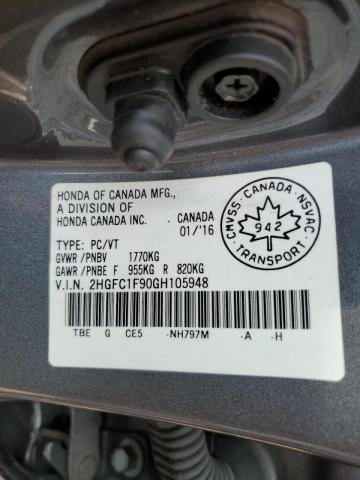 HONDA OF CANADA MFG.,
A DIVISION OF
HONDA CANADA INC. - CANADA
01/'16
TYPE: PC/VT
GVWR/PNBV 1770KG
GAWR/PNBE F 955KG R 820KG
V.I.N. 2HGFC1F90GH105948
TBE G CE5 -NH797M -A -H
CMVSS • CANADA • NSVAC
942
TRANSPORT